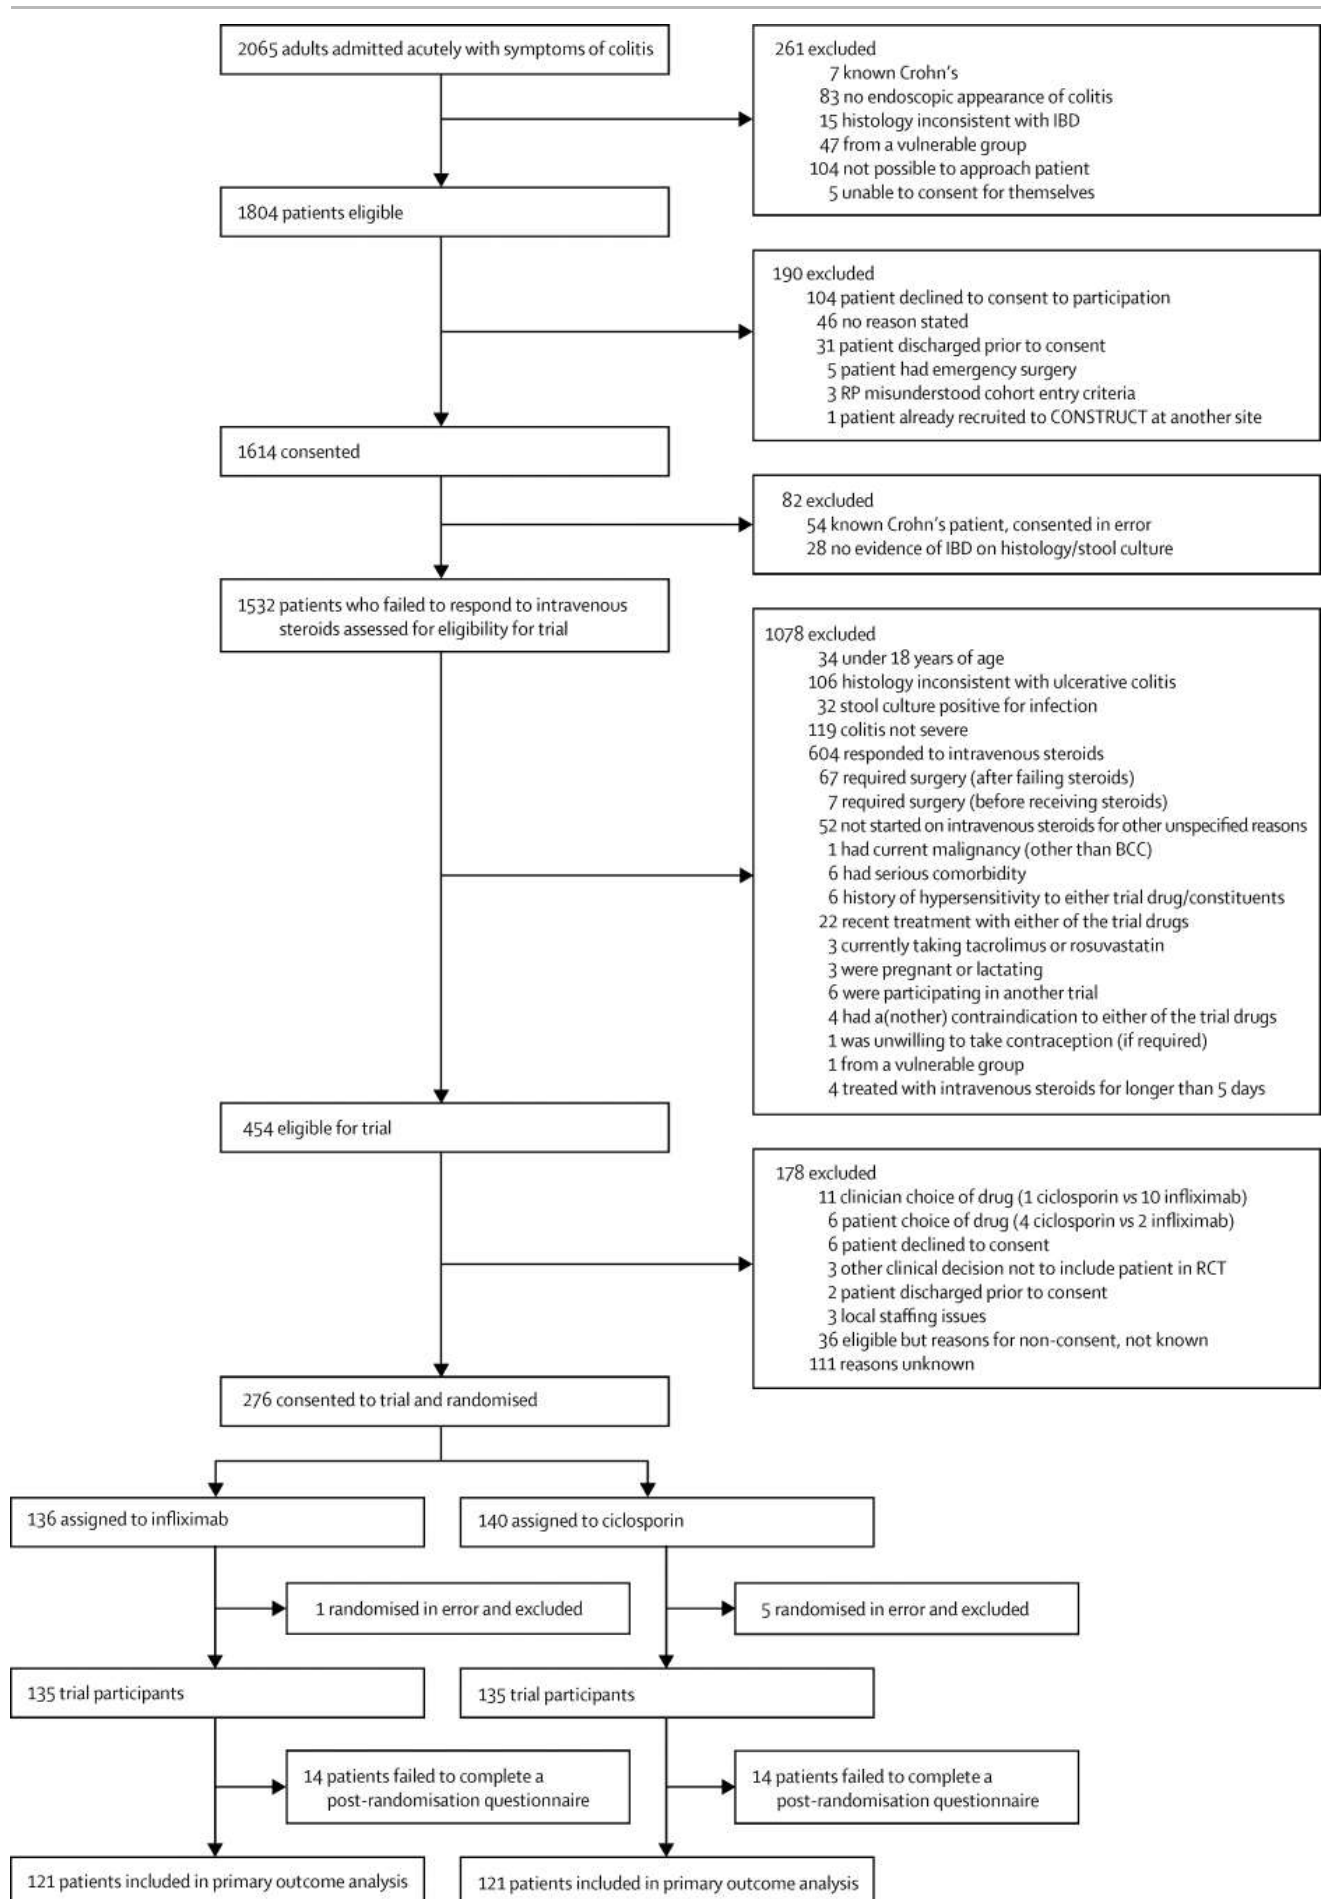 2065 adults admitted acutely with symptoms of colitis
261 excluded
7 known Crohn's
83 no endoscopic appearance of colitis
15 histology inconsistent with IBD
47 from a vulnerable group
104 not possible to approach patient
5 unable to consent for themselves
1804 patients eligible
190 excluded
104 patient declined to consent to participation
46 no reason stated
31 patient discharged prior to consent
5 patient had emergency surgery
3 RP misunderstood cohort entry criteria
1 patient already recruited to CONSTRUCT at another site
1614 consented
82 excluded
54 known Crohn's patient, consented in error
28 no evidence of IBD on histology/stool culture
1532 patients who failed to respond to intravenous
steroids assessed for eligibility for trial
1078 excluded
34 under 18 years of age
106 histology inconsistent with ulcerative colitis
32 stool culture positive for infection
119 colitis not severe
604 responded to intravenous steroids
67 required surgery (after failing steroids)
7 required surgery (before receiving steroids)
52 not started on intravenous steroids for other unspecified reasons
1 had current malignancy (other than BCC)
6 had serious comorbidity
6 history of hypersensitivity to either trial drug/constituents
22 recent treatment with either of the trial drugs
3 currently taking tacrolimus or rosuvastatin
3 were pregnant or lactating
6 were participating in another trial
4 had a(nother) contraindication to either of the trial drugs
1 was unwilling to take contraception (if required)
1 from a vulnerable group
4 treated with intravenous steroids for longer than 5 days
454 eligible for trial
178 excluded
11 clinician choice of drug (1 ciclosporin vs 10 infliximab)
6 patient choice of drug (4 ciclosporin vs 2 infliximab)
6 patient declined to consent
3 other clinical decision not to include patient in RCT
2 patient discharged prior to consent
3 local staffing issues
36 eligible but reasons for non-consent, not known
111 reasons unknown
276 consented to trial and randomised
136 assigned to infliximab
140 assigned to ciclosporin
1 randomised in error and excluded
5 randomised in error and excluded
135 trial participants
135 trial participants
14 patients failed to complete a
post-randomisation questionnaire
14 patients failed to complete a
post-randomisation questionnaire
121 patients included in primary outcome analysis
121 patients included in primary outcome analysis